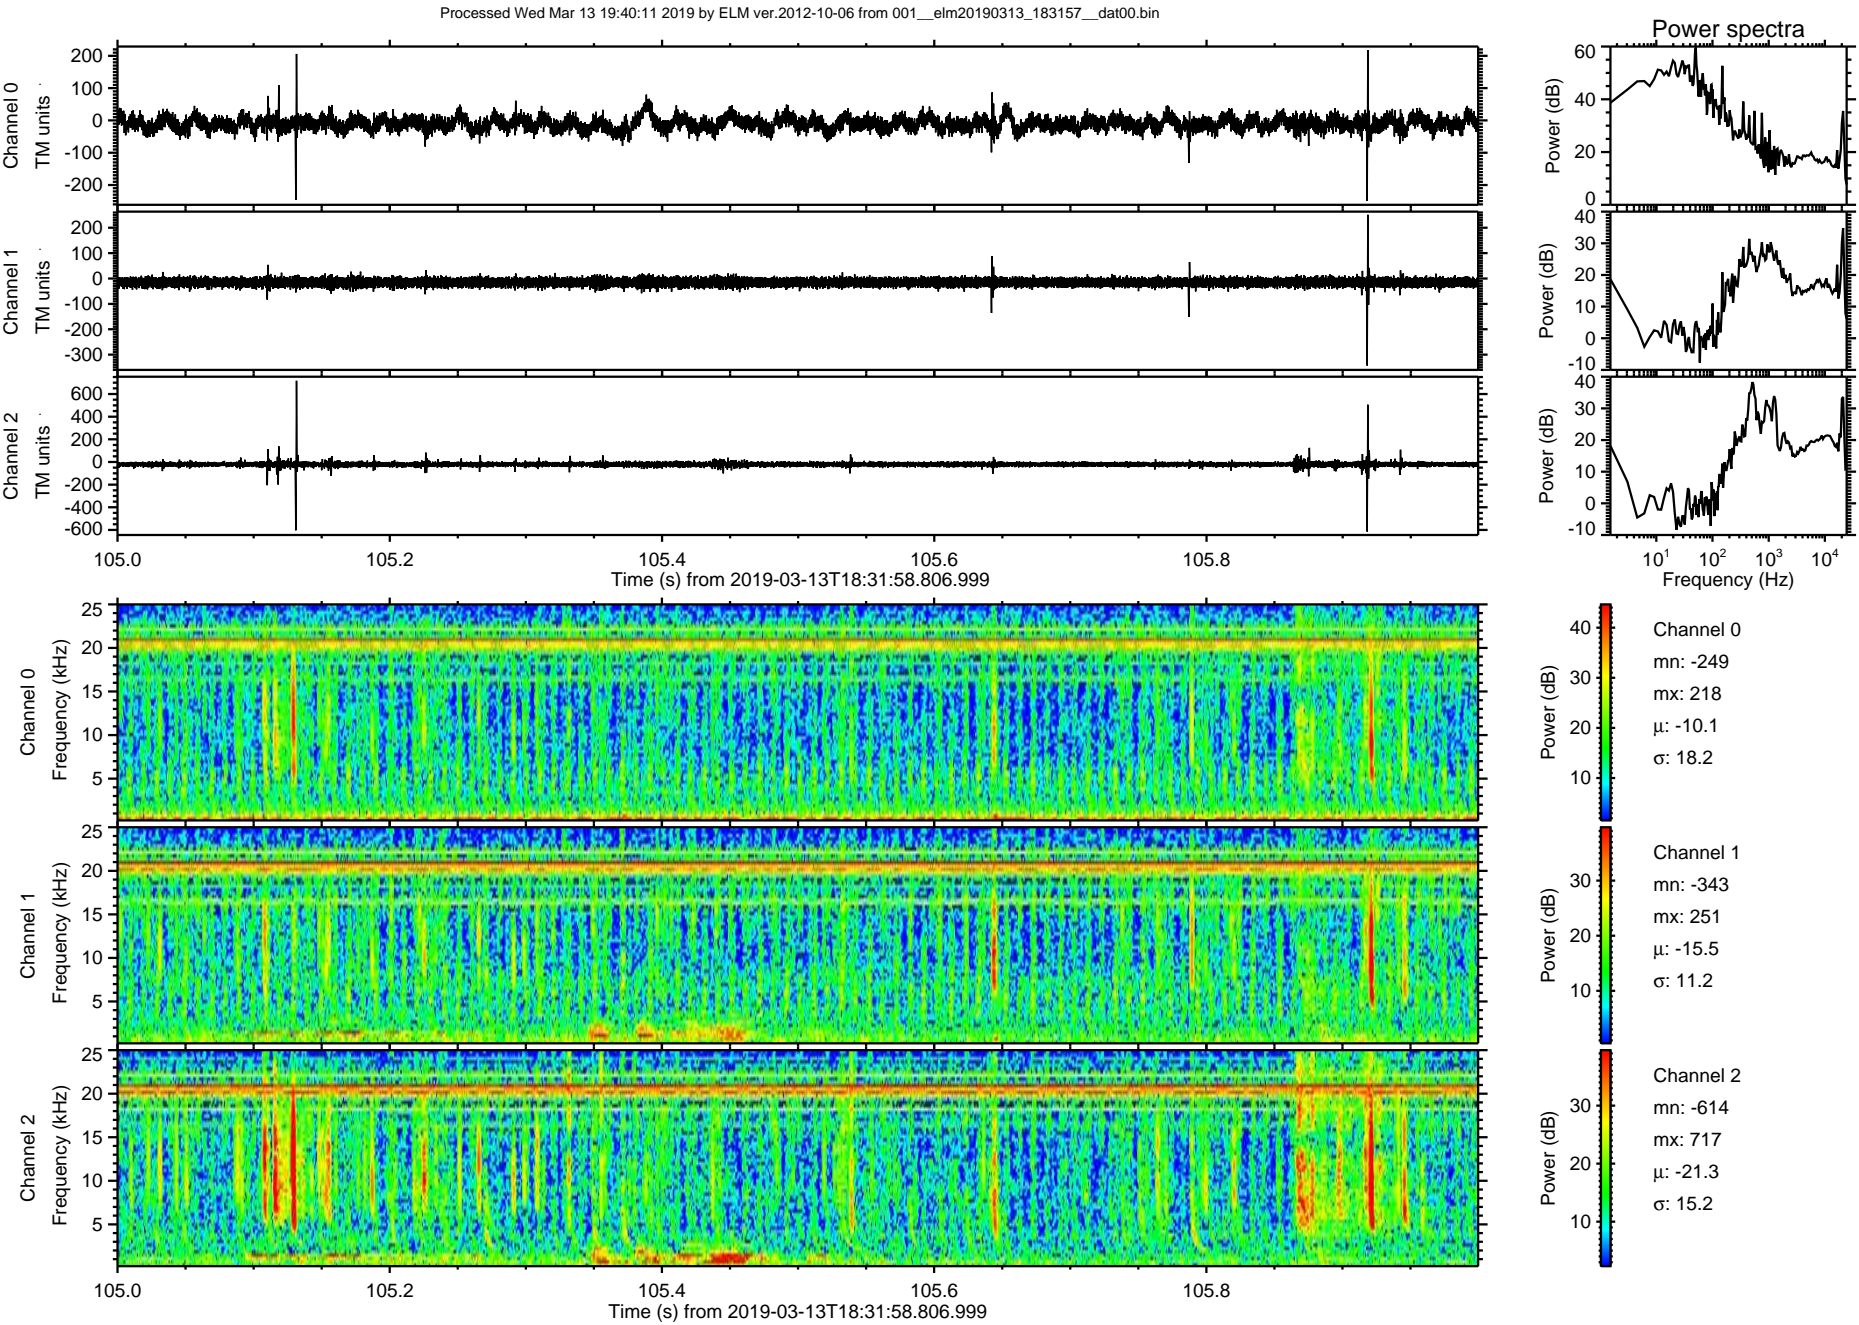 Processed Wed Mar 13 19:40:11 2019 by ELM ver.2012-10-06 from 001__elm20190313_183157__dat00.bin
Power spectra
Channel 0
TM units
200
100
0
-100
-200
Power (dB)
60
40
20
0
Channel 1
TM units
200
100
0
-100
-200
-300
Power (dB)
40
30
20
10
0
-10
Channel 2
TM units
600
400
200
0
-200
-400
-600
Power (dB)
40
30
20
10
0
-10
105.0 105.2 105.4 105.6 105.8
Time (s) from 2019-03-13T18:31:58.806.999
10^1 10^2 10^3 10^4
Frequency (Hz)
Channel 0
Frequency (kHz)
25
20
15
10
5
Power (dB)
40
30
20
10
Channel 0
mn: -249
mx: 218
μ: -10.1
σ: 18.2
Channel 1
Frequency (kHz)
25
20
15
10
5
Power (dB)
30
20
10
Channel 1
mn: -343
mx: 251
μ: -15.5
σ: 11.2
Channel 2
Frequency (kHz)
25
20
15
10
5
Power (dB)
30
20
10
Channel 2
mn: -614
mx: 717
μ: -21.3
σ: 15.2
105.0 105.2 105.4 105.6 105.8
Time (s) from 2019-03-13T18:31:58.806.999